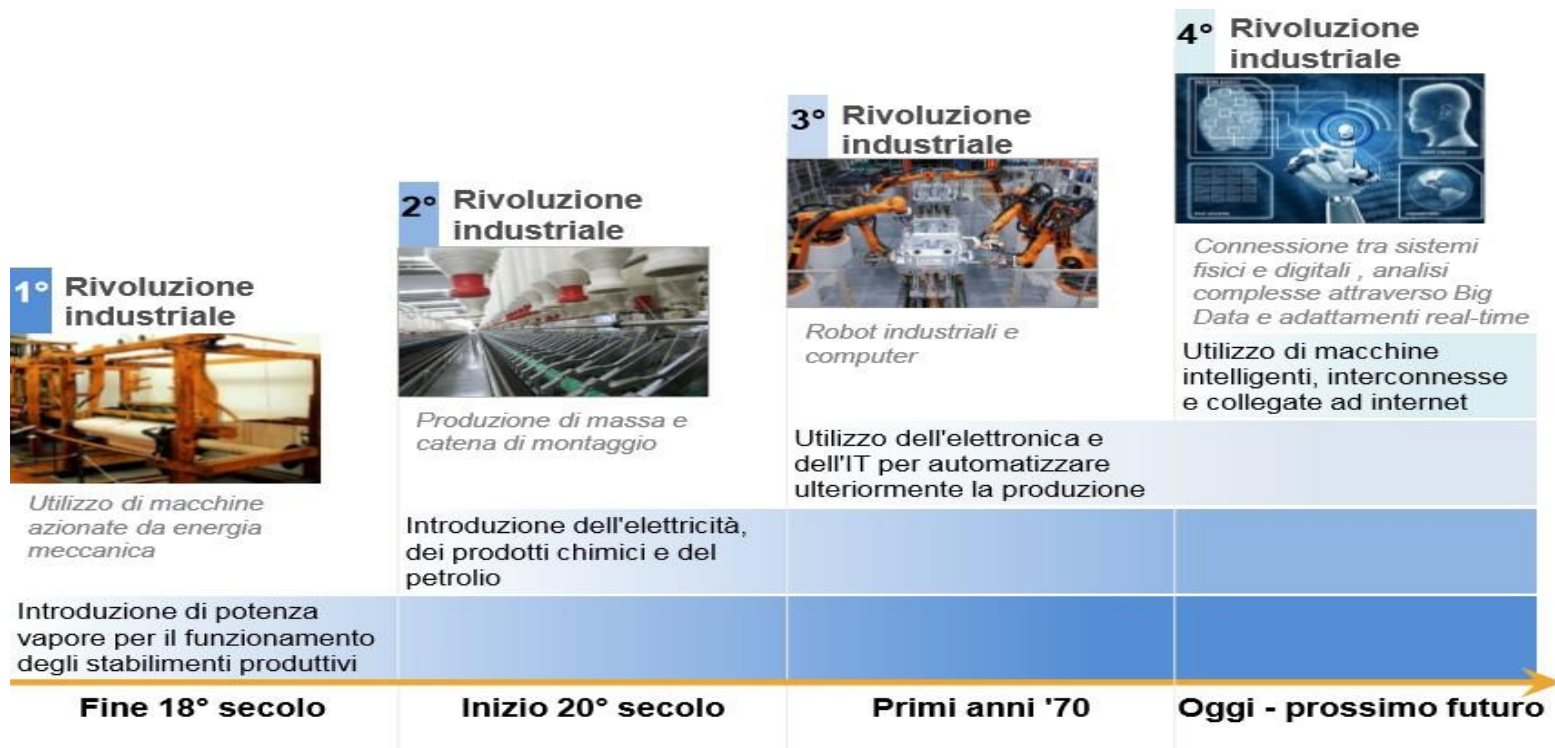 1° Rivoluzione
industriale
Utilizzo di macchine
azionate da energia
meccanica
Introduzione di potenza
vapore per il funzionamento
degli stabilimenti produttivi
Fine 18° secolo
2° Rivoluzione
industriale
Produzione di massa e
catena di montaggio
Introduzione dell'elettricità,
dei prodotti chimici e del
petrolio
Inizio 20° secolo
3° Rivoluzione
industriale
Robot industriali e
computer
Utilizzo dell'elettronica e
dell'IT per automatizzare
ulteriormente la produzione
Primi anni '70
4° Rivoluzione
industriale
Connessione tra sistemi
fisici e digitali , analisi
complesse attraverso Big
Data e adattamenti real-time
Utilizzo di macchine
intelligenti, interconnesse
e collegate ad internet
Oggi - prossimo futuro